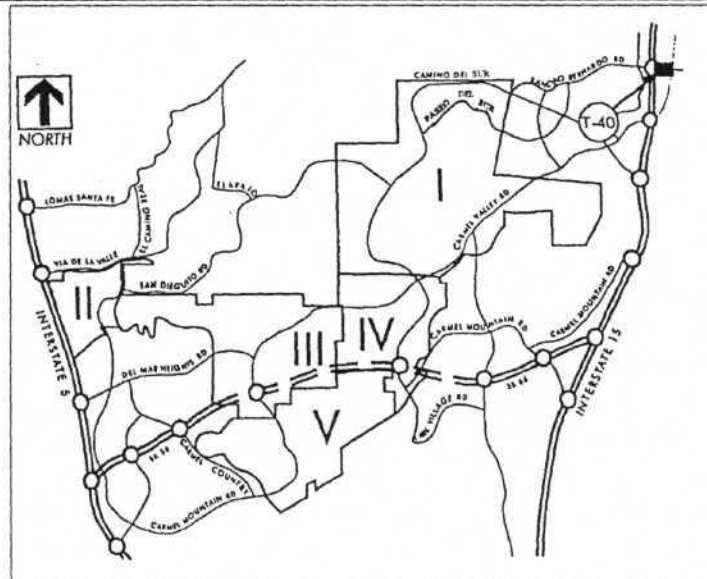 CAMINO DEL SUR
BERNARDO RD
PASEO DEL SUR
T-40
NORTH
LOMAS SANTA FE
EL CAMINO REAL
EL APAJO
I
CARMEL VALLEY RD
VIA DE LA VALLE
SAN DIEGUITO RD
II
INTERSTATE 5
DEL MAR HEIGHTS RD
III
IV
CARMEL MOUNTAIN RD
CARMEL MOUNTAIN RD
INTERSTATE 15
SR 56
VILLAGE RD
V
SR 56
CARMEL COUNTRY
CARMEL MOUNTAIN RD